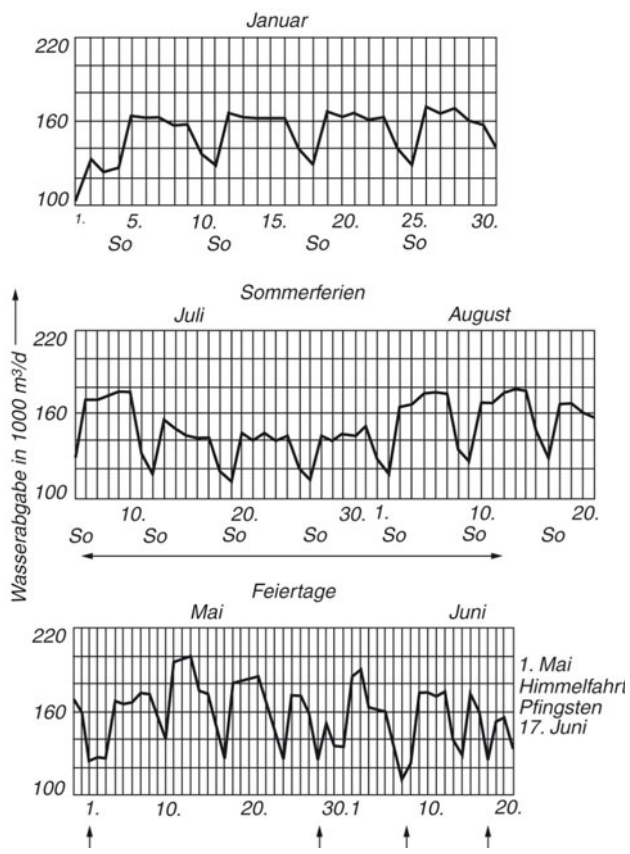 Januar
220
160
100
1. 5. 10. 15. 20. 25. 30.
So So So So
Wasserabgabe in 1000 m³/d
Sommerferien
Juli August
220
160
100
10. 20. 30. 1. 10. 20.
So So So So So So So
Feiertage
Mai Juni
220
160
100
1. Mai
Himmelfahrt
Pfingsten
17. Juni
1. 10. 20. 30.1 10. 20.